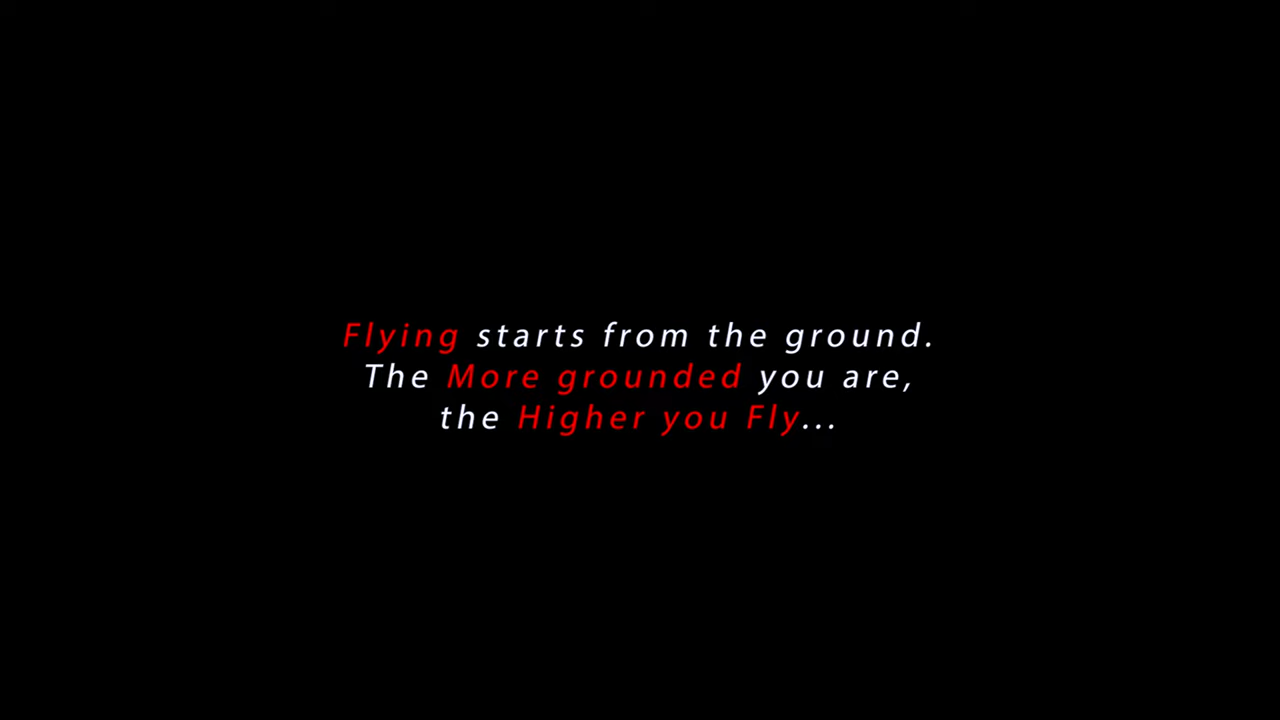 Flying starts from the ground.
The More grounded you are,
the Higher you Fly...